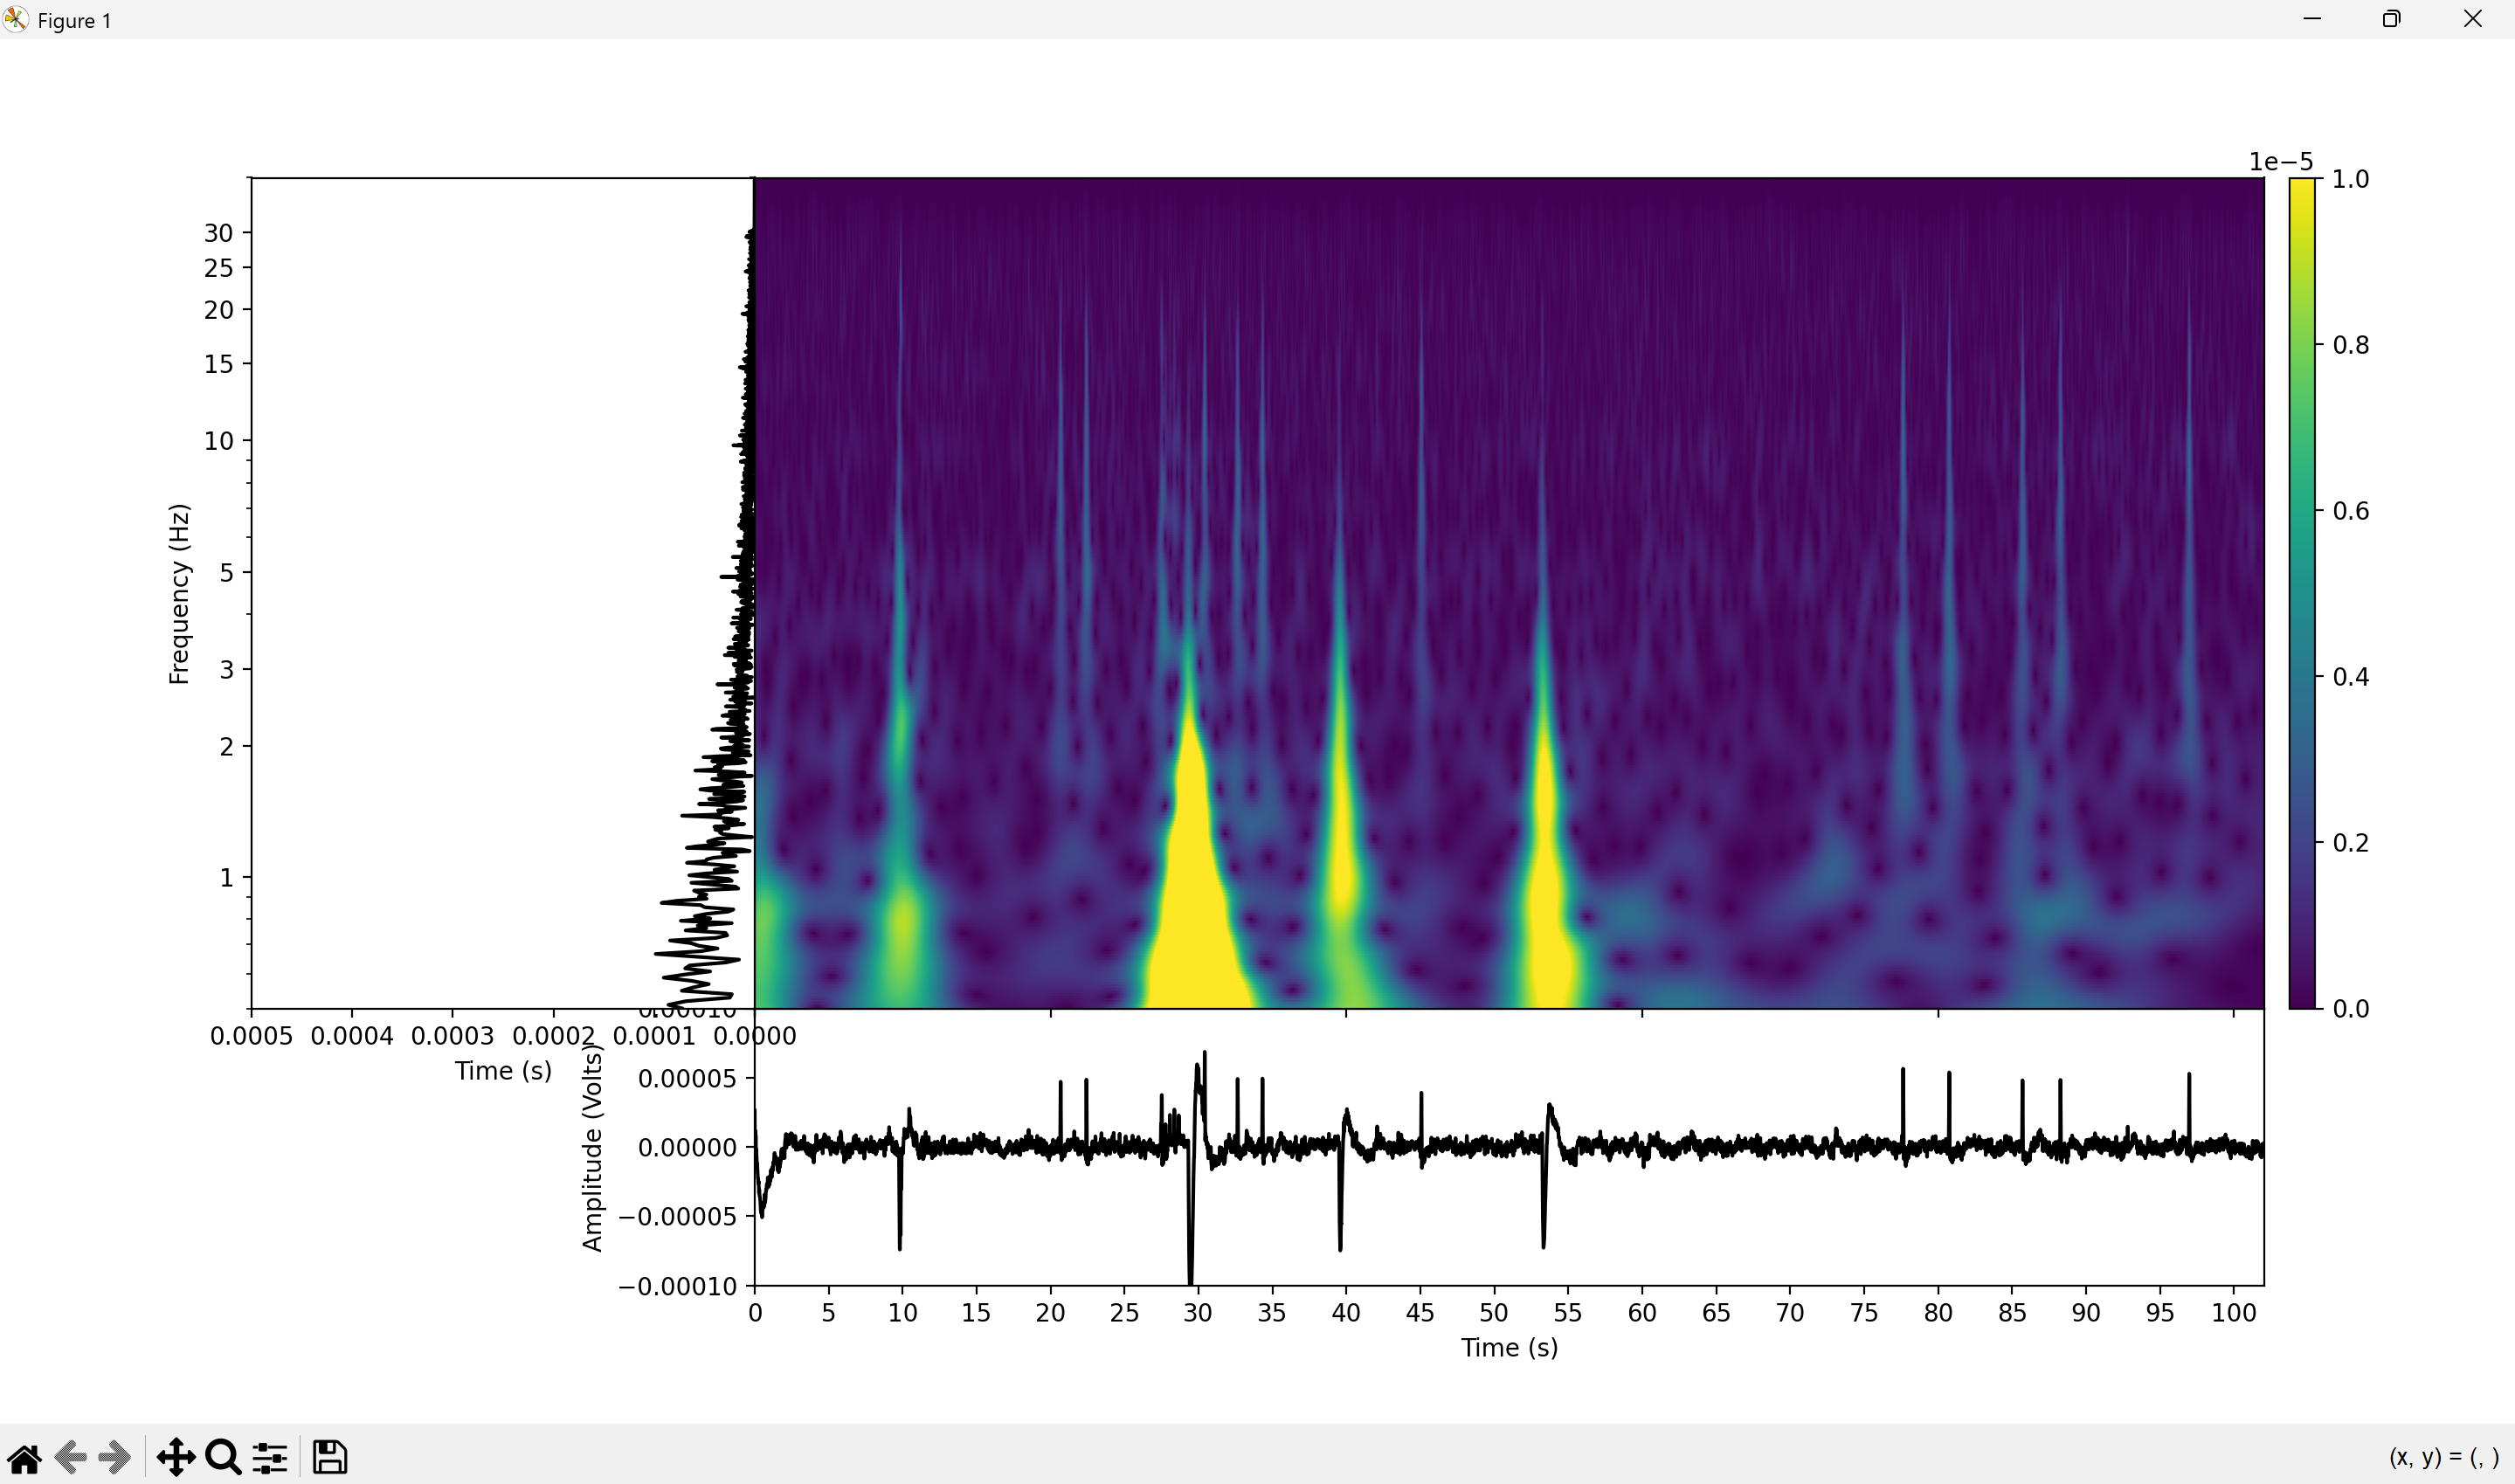 Figure 1
1e−5
30
25
20
15
10
5
3
2
1
Frequency (Hz)
1.0
0.8
0.6
0.4
0.2
0.0
0.0005 0.0004 0.0003 0.0002 0.0001 0.0000
Time (s)
0.00010
0.00005
0.00000
−0.00005
−0.00010
Amplitude (Volts)
0 5 10 15 20 25 30 35 40 45 50 55 60 65 70 75 80 85 90 95 100
Time (s)
(x, y) = (, )